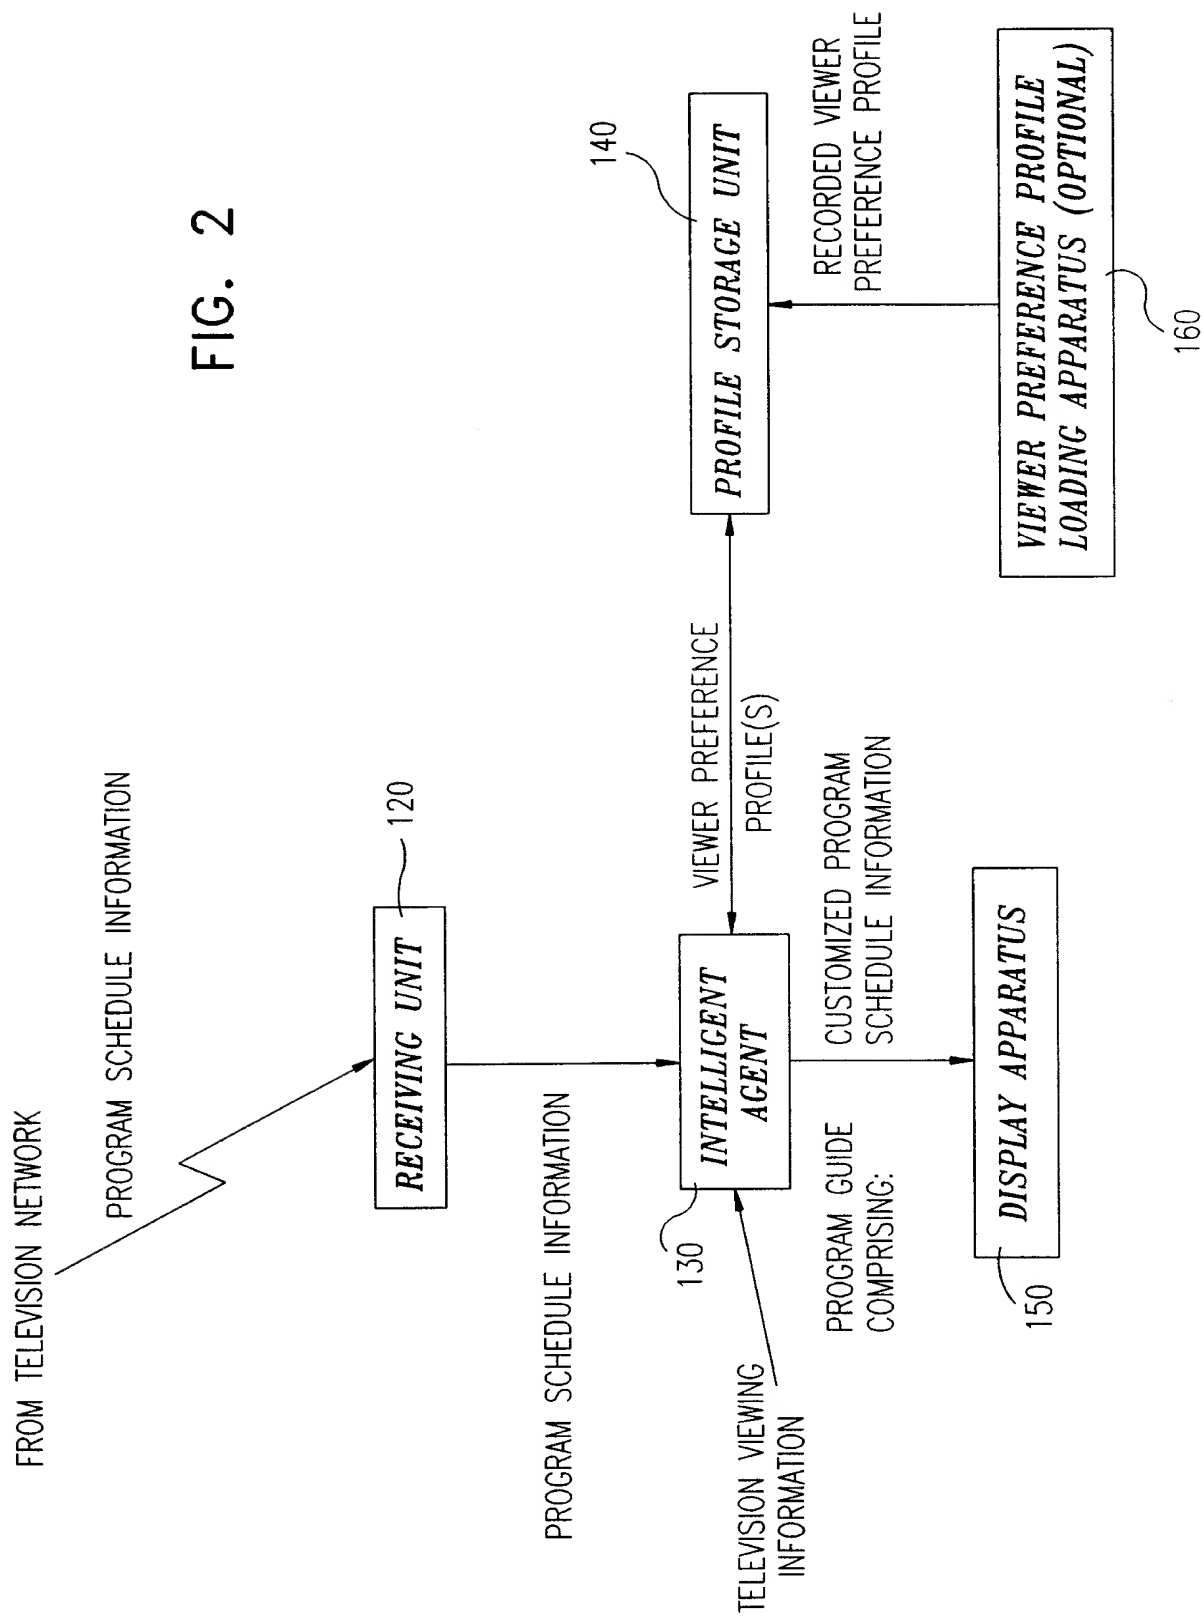 FIG. 2
FROM TELEVISION NETWORK
PROGRAM SCHEDULE INFORMATION
RECEIVING UNIT
120
PROGRAM SCHEDULE INFORMATION
TELEVISION VIEWING
INFORMATION
130
INTELLIGENT
AGENT
VIEWER PREFERENCE
PROFILE(S)
PROFILE STORAGE UNIT
140
PROGRAM GUIDE
COMPRISING:
CUSTOMIZED PROGRAM
SCHEDULE INFORMATION
RECORDED VIEWER
PREFERENCE PROFILE
150
DISPLAY APPARATUS
VIEWER PREFERENCE PROFILE
LOADING APPARATUS (OPTIONAL)
160